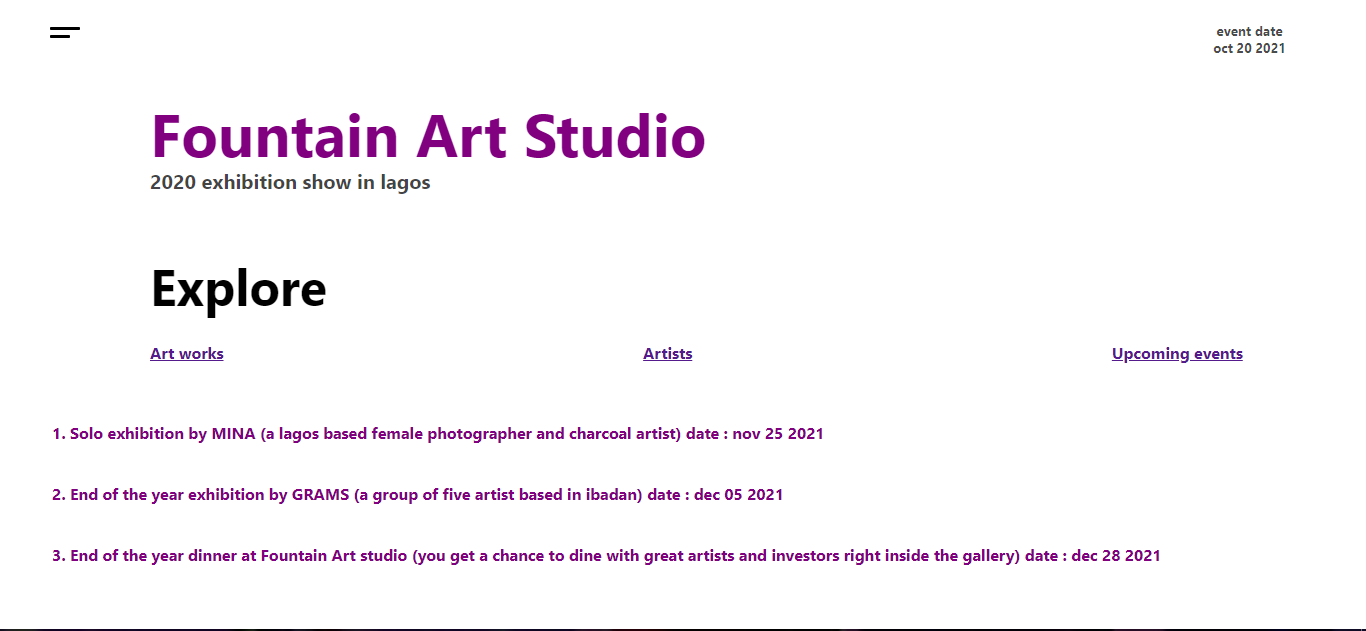 event date
oct 20 2021
Fountain Art Studio
2020 exhibition show in lagos
Explore
Art works Artists Upcoming events
1. Solo exhibition by MINA (a lagos based female photographer and charcoal artist) date : nov 25 2021
2. End of the year exhibition by GRAMS (a group of five artist based in ibadan) date : dec 05 2021
3. End of the year dinner at Fountain Art studio (you get a chance to dine with great artists and investors right inside the gallery) date : dec 28 2021